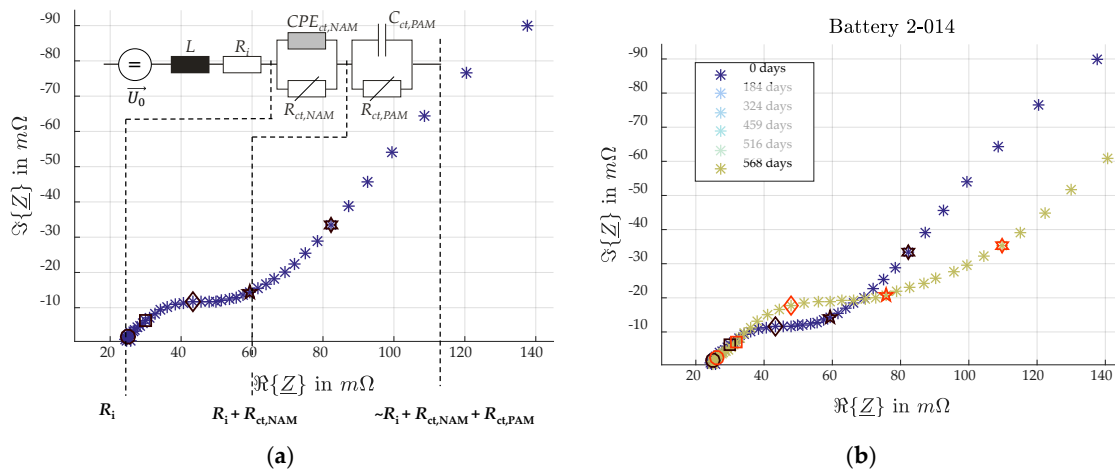 CPE_ct,NAM C_ct,PAM
L R_i
=
U_0
R_ct,NAM R_ct,PAM
-90
-80
-70
-60
-50
-40
-30
-20
-10
ℑ{Z} in mΩ
20 40 60 80 100 120 140
ℜ{Z} in mΩ
R_i R_i + R_ct,NAM ~R_i + R_ct,NAM + R_ct,PAM
(a)
Battery 2-014
0 days
184 days
324 days
459 days
516 days
568 days
-90
-80
-70
-60
-50
-40
-30
-20
-10
ℑ{Z} in mΩ
20 40 60 80 100 120 140
ℜ{Z} in mΩ
(b)